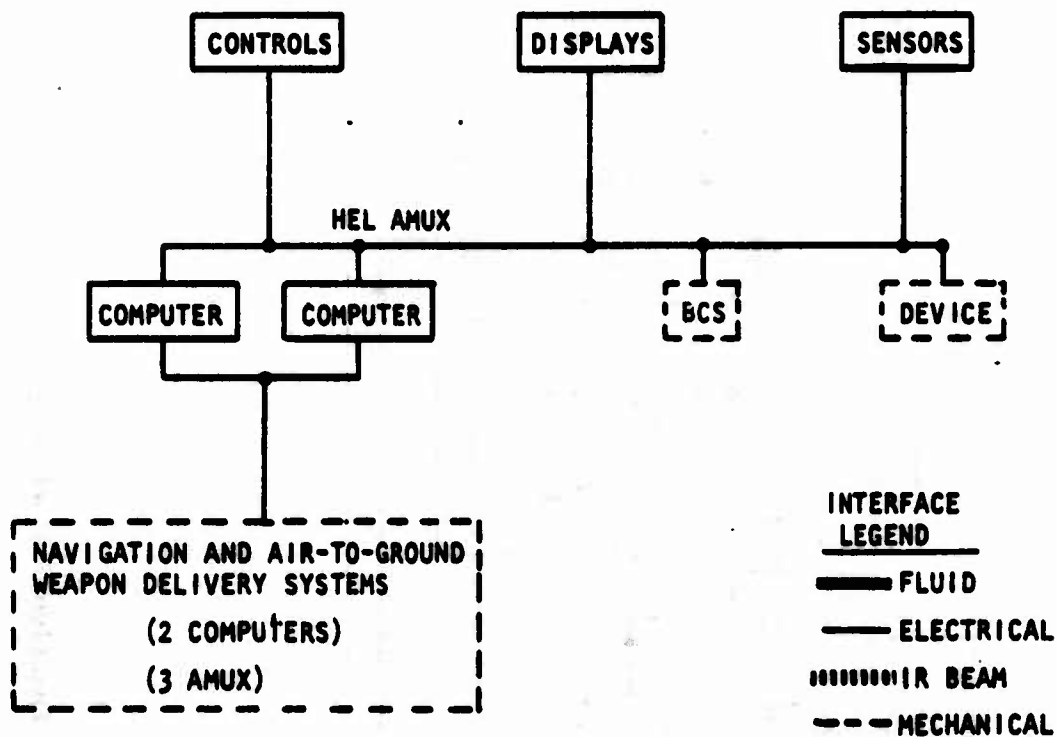 CONTROLS
DISPLAYS
SENSORS
HEL AMUX
COMPUTER
COMPUTER
BCS
DEVICE
NAVIGATION AND AIR-TO-GROUND
WEAPON DELIVERY SYSTEMS
(2 COMPUTERS)
(3 AMUX)
INTERFACE
LEGEND
FLUID
ELECTRICAL
IR BEAM
MECHANICAL